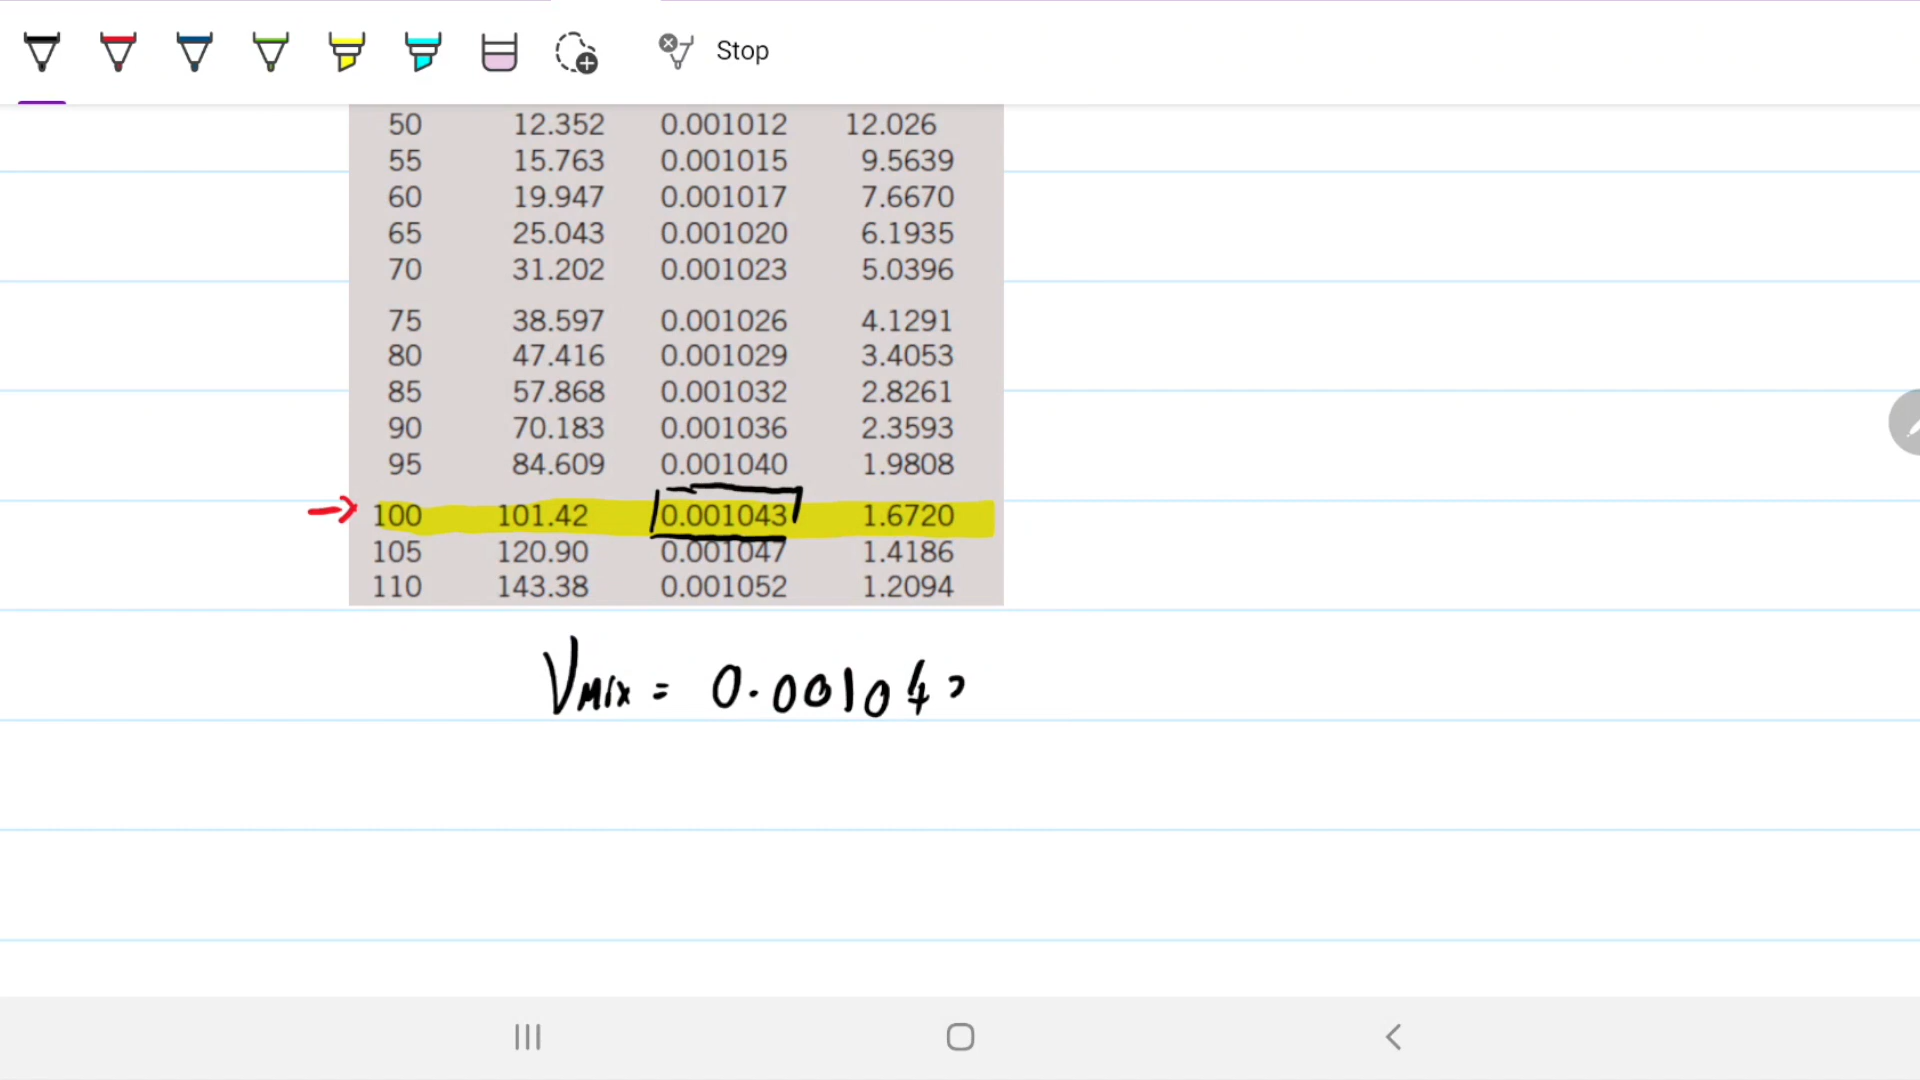 Stop
50 12.352 0.001012 12.026
55 15.763 0.001015 9.5639
60 19.947 0.001017 7.6670
65 25.043 0.001020 6.1935
70 31.202 0.001023 5.0396
75 38.597 0.001026 4.1291
80 47.416 0.001029 3.4053
85 57.868 0.001032 2.8261
90 70.183 0.001036 2.3593
95 84.609 0.001040 1.9808
100 101.42 0.001043 1.6720
105 120.90 0.001047 1.4186
110 143.38 0.001052 1.2094
Vmix = 0.00104